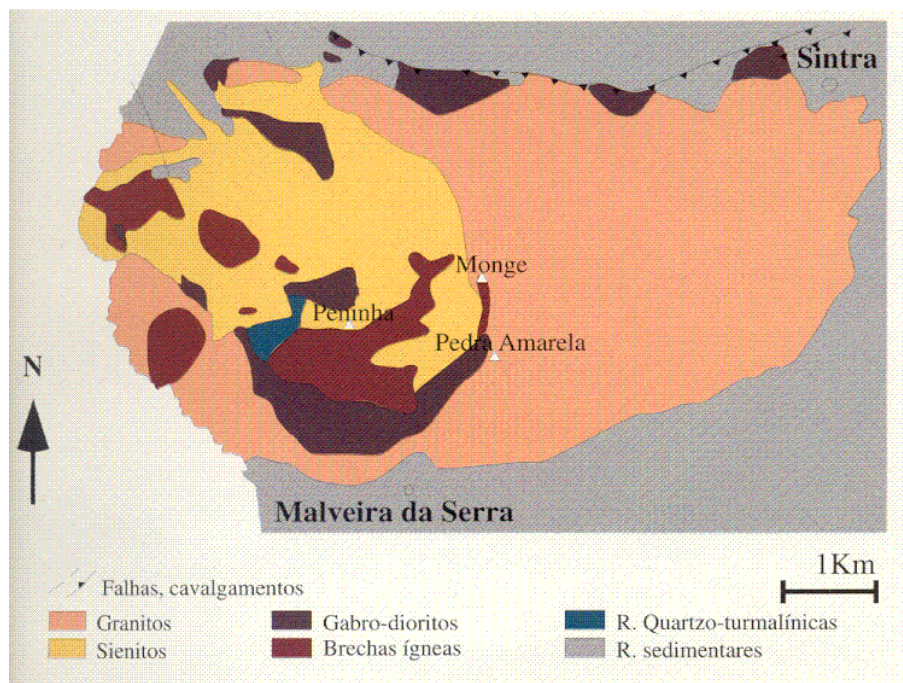 Sintra
Monge
Peninha
Pedra Amarela
N
Malveira da Serra
1Km
Falhas, cavalgamentos
Granitos
Gabro-dioritos
R. Quartzo-turmalínicas
Sienitos
Brechas ígneas
R. sedimentares